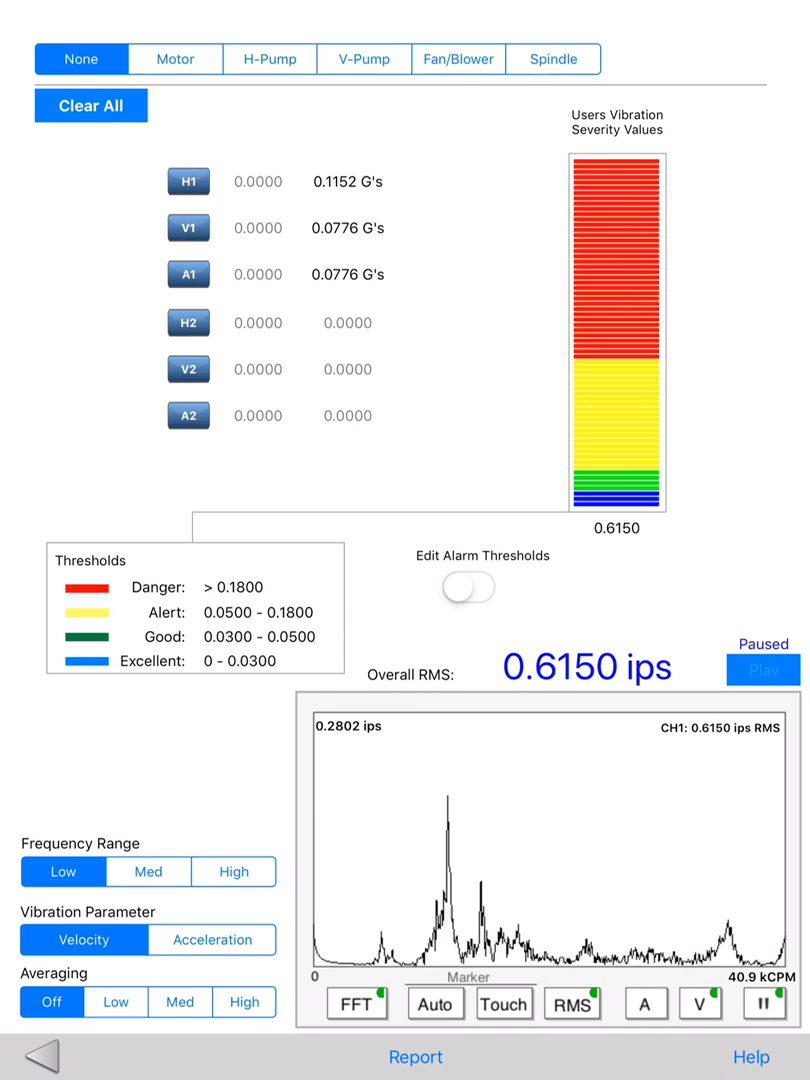 None Motor H-Pump V-Pump Fan/Blower Spindle
Clear All
Users Vibration
Severity Values
H1 0.0000 0.1152 G's
V1 0.0000 0.0776 G's
A1 0.0000 0.0776 G's
H2 0.0000 0.0000
V2 0.0000 0.0000
A2 0.0000 0.0000
0.6150
Thresholds
Danger: > 0.1800
Alert: 0.0500 - 0.1800
Good: 0.0300 - 0.0500
Excellent: 0 - 0.0300
Edit Alarm Thresholds
Overall RMS: 0.6150 ips
Paused
Play
0.2802 ips CH1: 0.6150 ips RMS
0 Marker 40.9 kCPM
FFT Auto Touch RMS A V II
Frequency Range
Low Med High
Vibration Parameter
Velocity Acceleration
Averaging
Off Low Med High
Report Help